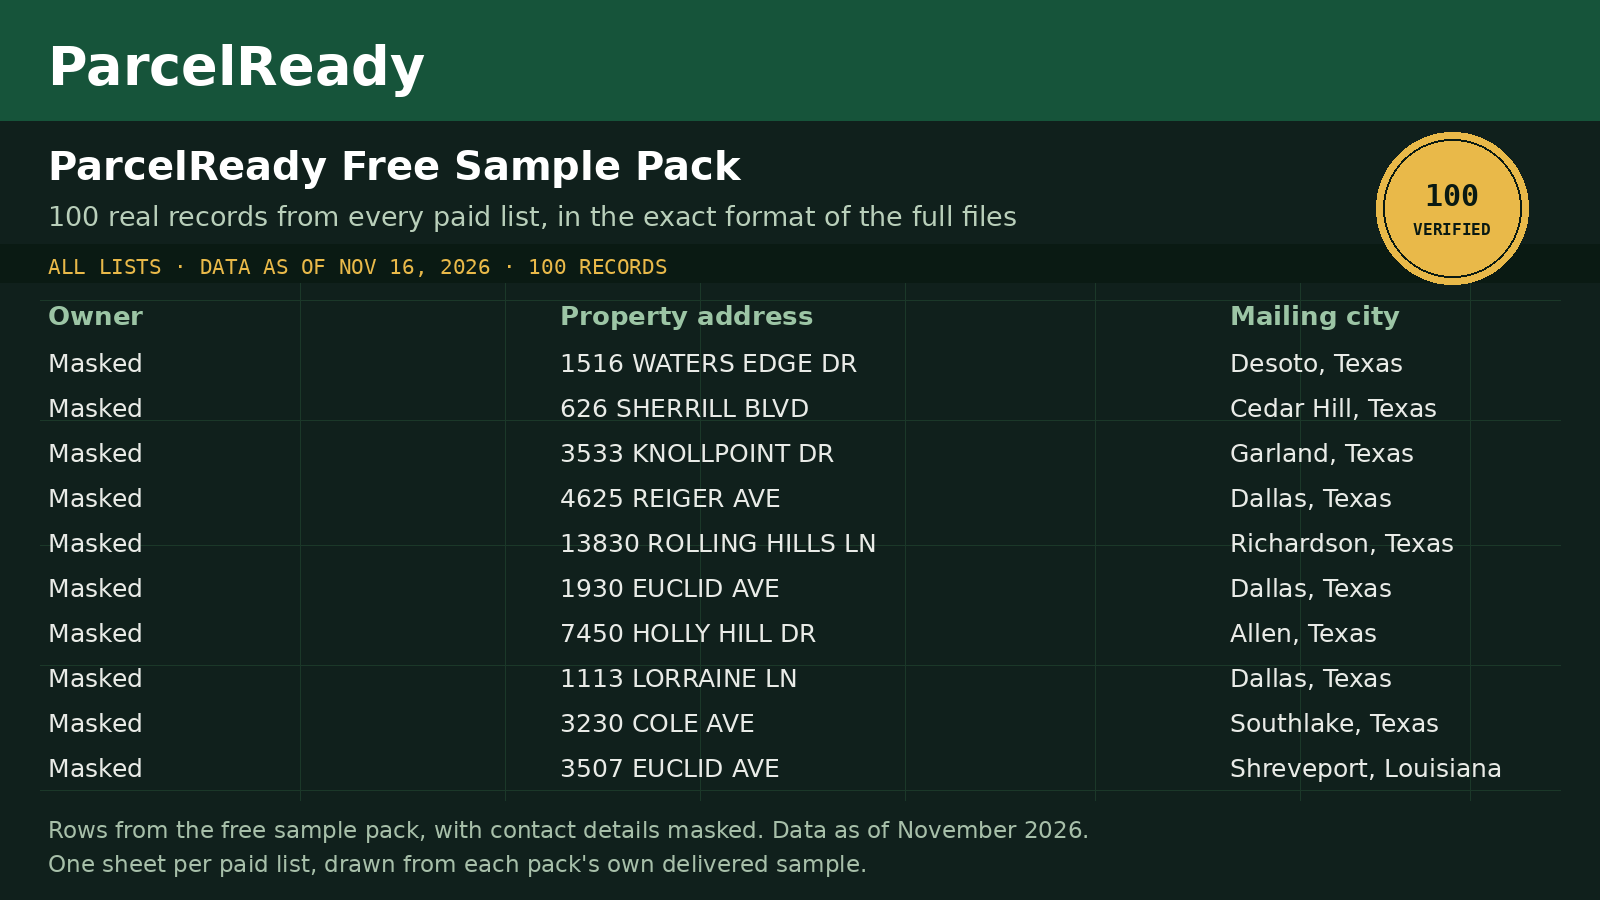 ParcelReady
ParcelReady Free Sample Pack
100 real records from every paid list, in the exact format of the full files
100
VERIFIED
ALL LISTS · DATA AS OF NOV 16, 2026 · 100 RECORDS
Owner Property address Mailing city
Masked 1516 WATERS EDGE DR Desoto, Texas
Masked 626 SHERRILL BLVD Cedar Hill, Texas
Masked 3533 KNOLLPOINT DR Garland, Texas
Masked 4625 REIGER AVE Dallas, Texas
Masked 13830 ROLLING HILLS LN Richardson, Texas
Masked 1930 EUCLID AVE Dallas, Texas
Masked 7450 HOLLY HILL DR Allen, Texas
Masked 1113 LORRAINE LN Dallas, Texas
Masked 3230 COLE AVE Southlake, Texas
Masked 3507 EUCLID AVE Shreveport, Louisiana
Rows from the free sample pack, with contact details masked. Data as of November 2026.
One sheet per paid list, drawn from each pack's own delivered sample.